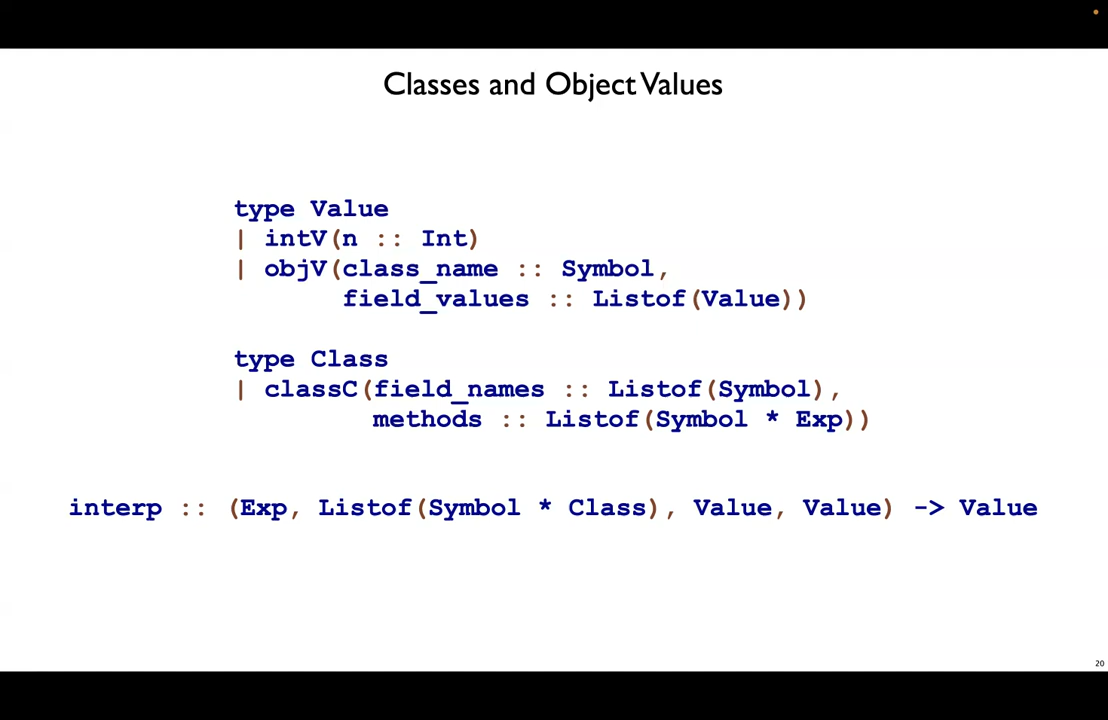 Classes and Object Values
type Value
| intV(n :: Int)
| objV(class_name :: Symbol,
field_values :: Listof(Value))
type Class
| classC(field_names :: Listof(Symbol),
methods :: Listof(Symbol * Exp))
interp :: (Exp, Listof(Symbol * Class), Value, Value) -> Value
20